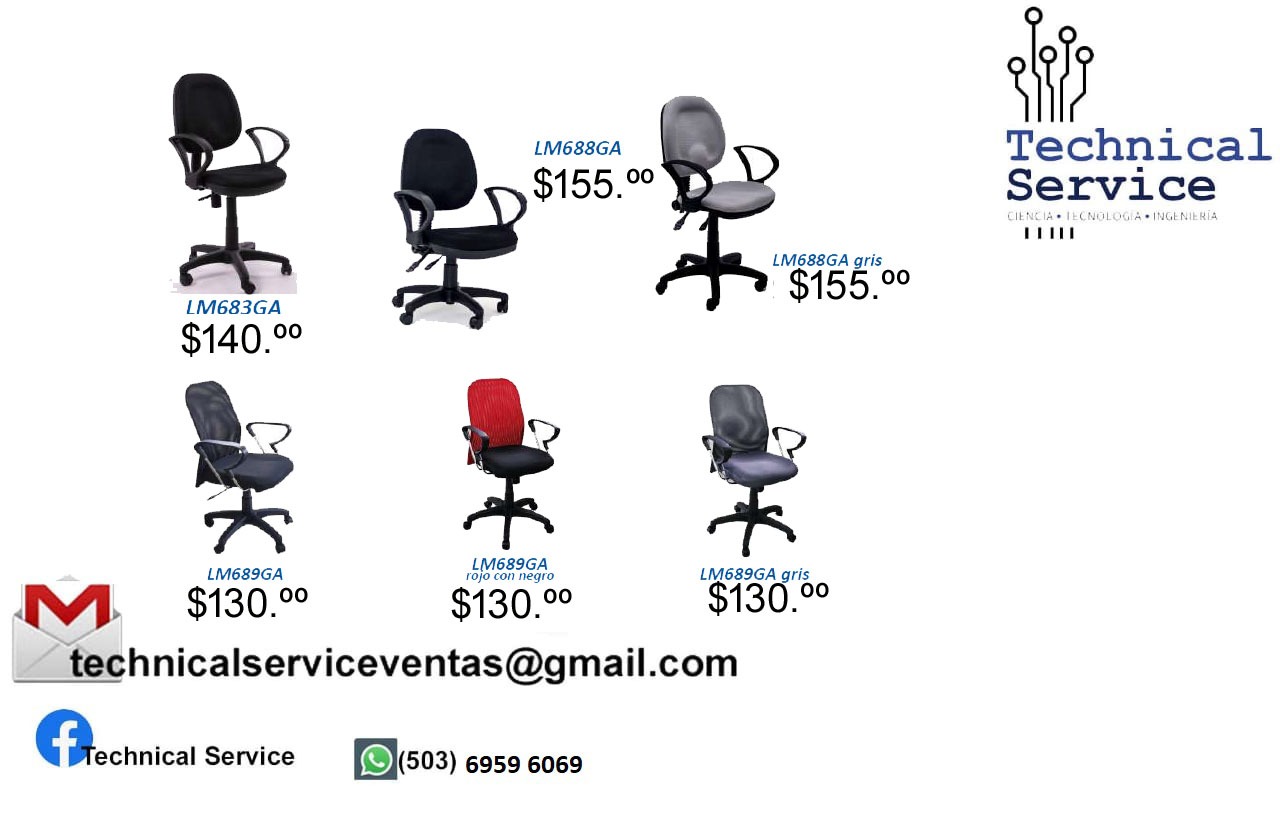 Technical
Service
CIENCIA • TECNOLOGÍA • INGENIERÍA
LM683GA
$140.ºº
LM688GA
$155.ºº
LM688GA gris
$155.ºº
LM689GA
$130.ºº
LM689GA
rojo con negro
$130.ºº
LM689GA gris
$130.ºº
technicalserviceventas@gmail.com
Technical Service
(503) 6959 6069